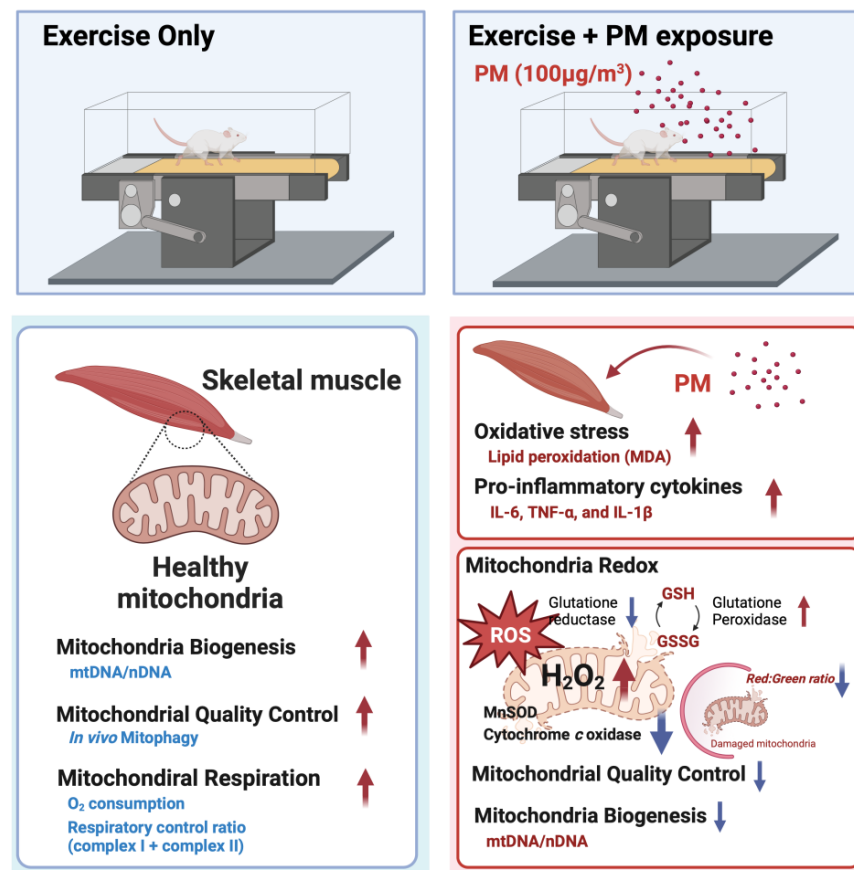 Exercise Only
Exercise + PM exposure
PM (100µg/m³)
Skeletal muscle
Healthy
mitochondria
Mitochondria Biogenesis
mtDNA/nDNA
Mitochondrial Quality Control
In vivo Mitophagy
Mitochondiral Respiration
O₂ consumption
Respiratory control ratio
(complex I + complex II)
PM
Oxidative stress
Lipid peroxidation (MDA)
Pro-inflammatory cytokines
IL-6, TNF-α, and IL-1β
Mitochondria Redox
ROS
Glutatione
reductase
GSH
GSSG
Glutatione
Peroxidase
H₂O₂
MnSOD
Cytochrome c oxidase
Red:Green ratio
Damaged mitochondria
Mitochondrial Quality Control
Mitochondria Biogenesis
mtDNA/nDNA